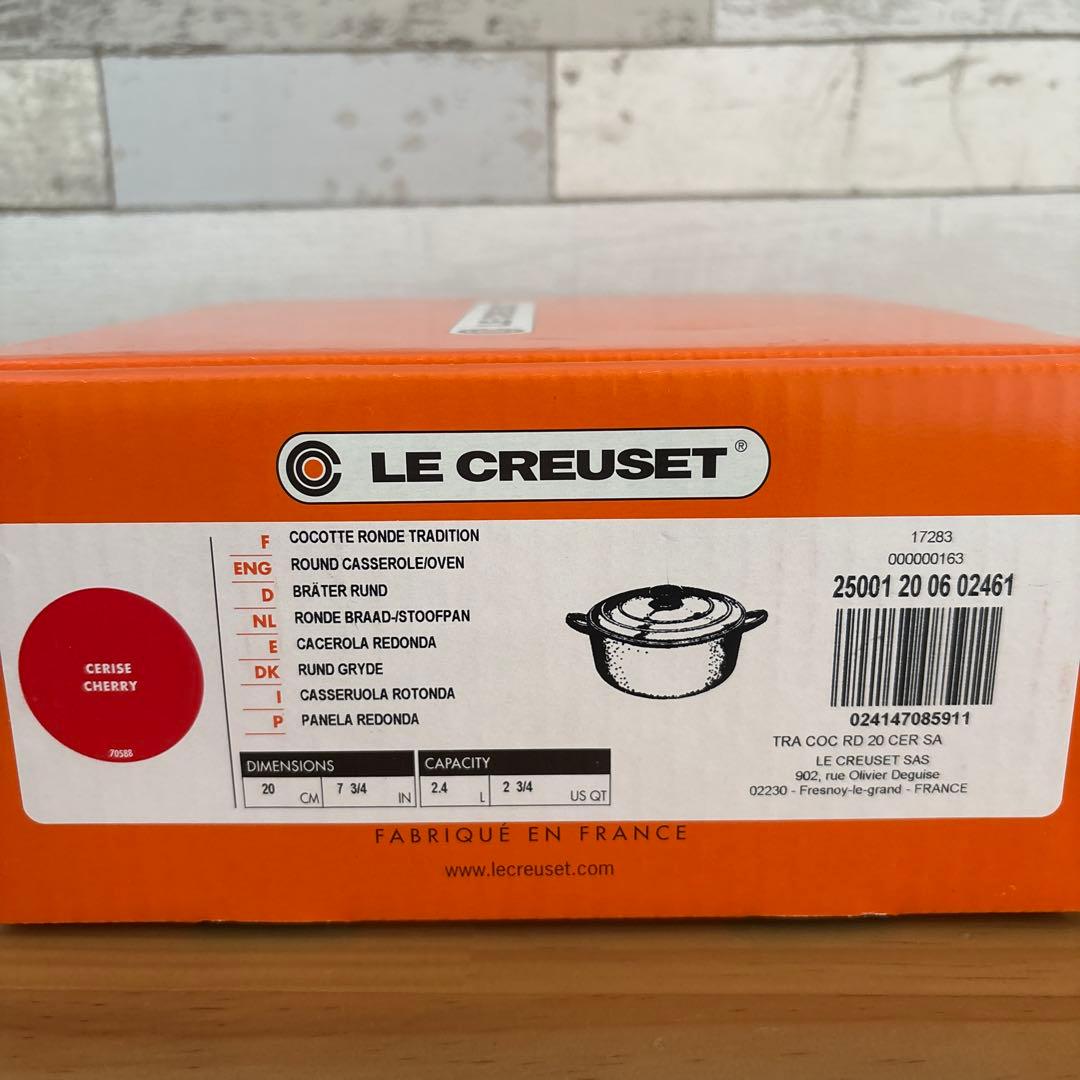 LE CREUSET
LE CREUSET®
F COCOTTE RONDE TRADITION
ENG ROUND CASSEROLE/OVEN
D BRÄTER RUND
NL RONDE BRAAD-/STOOFPAN
E CACEROLA REDONDA
DK RUND GRYDE
I CASSERUOLA ROTONDA
P PANELA REDONDA
CERISE
CHERRY
70588
DIMENSIONS CAPACITY
20 CM 7 3/4 IN 2.4 L 2 3/4 US QT
17283
000000163
25001 20 06 02461
024147085911
TRA COC RD 20 CER SA
LE CREUSET SAS
902, rue Olivier Deguise
02230 - Fresnoy-le-grand - FRANCE
FABRIQUÉ EN FRANCE
www.lecreuset.com